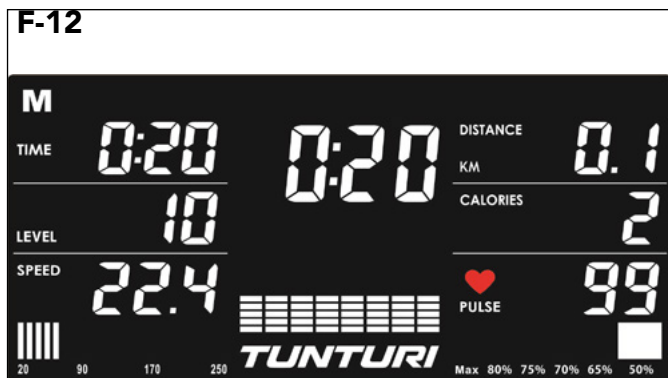 F-12
M
TIME 0:20
LEVEL 10
SPEED 22.4
20 90 170 250
0:20
TUNTURI
DISTANCE
KM 0.1
CALORIES 2
PULSE 99
Max 80% 75% 70% 65% 50%